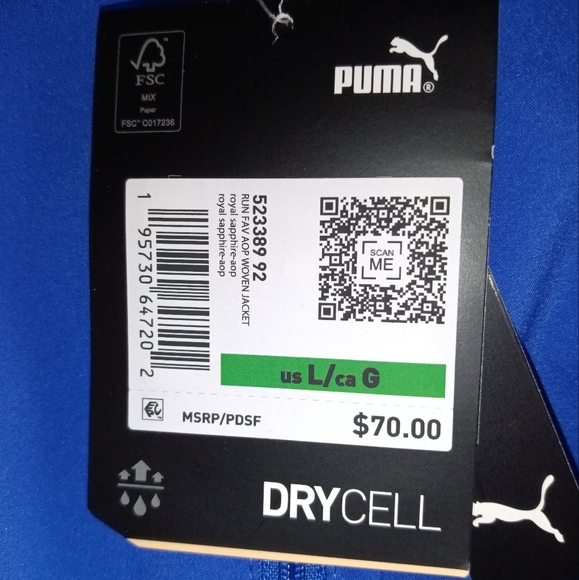 FSC
MIX
Paper
FSC™ C017236
PUMA®
523389 92
RUN FAV AOP WOVEN JACKET
royal sapphire-aop
royal sapphire-aop
1 95730 64720 2
SCAN
ME
us L/ca G
MSRP/PDSF
$70.00
DRYCELL